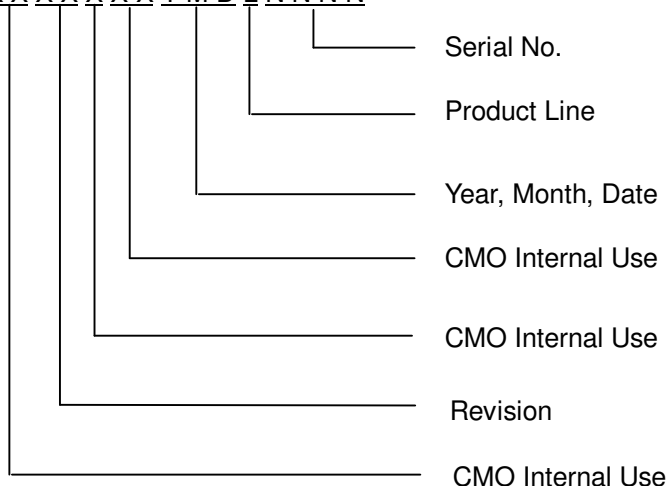 Serial No.
Product Line
Year, Month, Date
CMO Internal Use
CMO Internal Use
Revision
CMO Internal Use